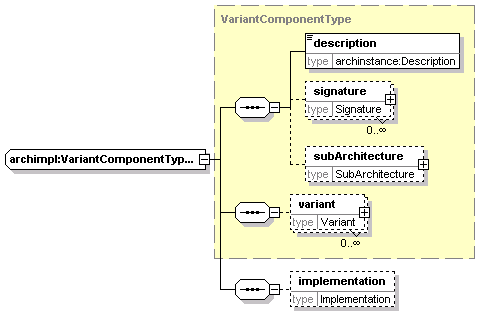 VariantComponentType
description
type archinstance:Description
signature
type Signature
0..∞
subArchitecture
type SubArchitecture
archimpl:VariantComponentTyp...
variant
type Variant
0..∞
implementation
type Implementation